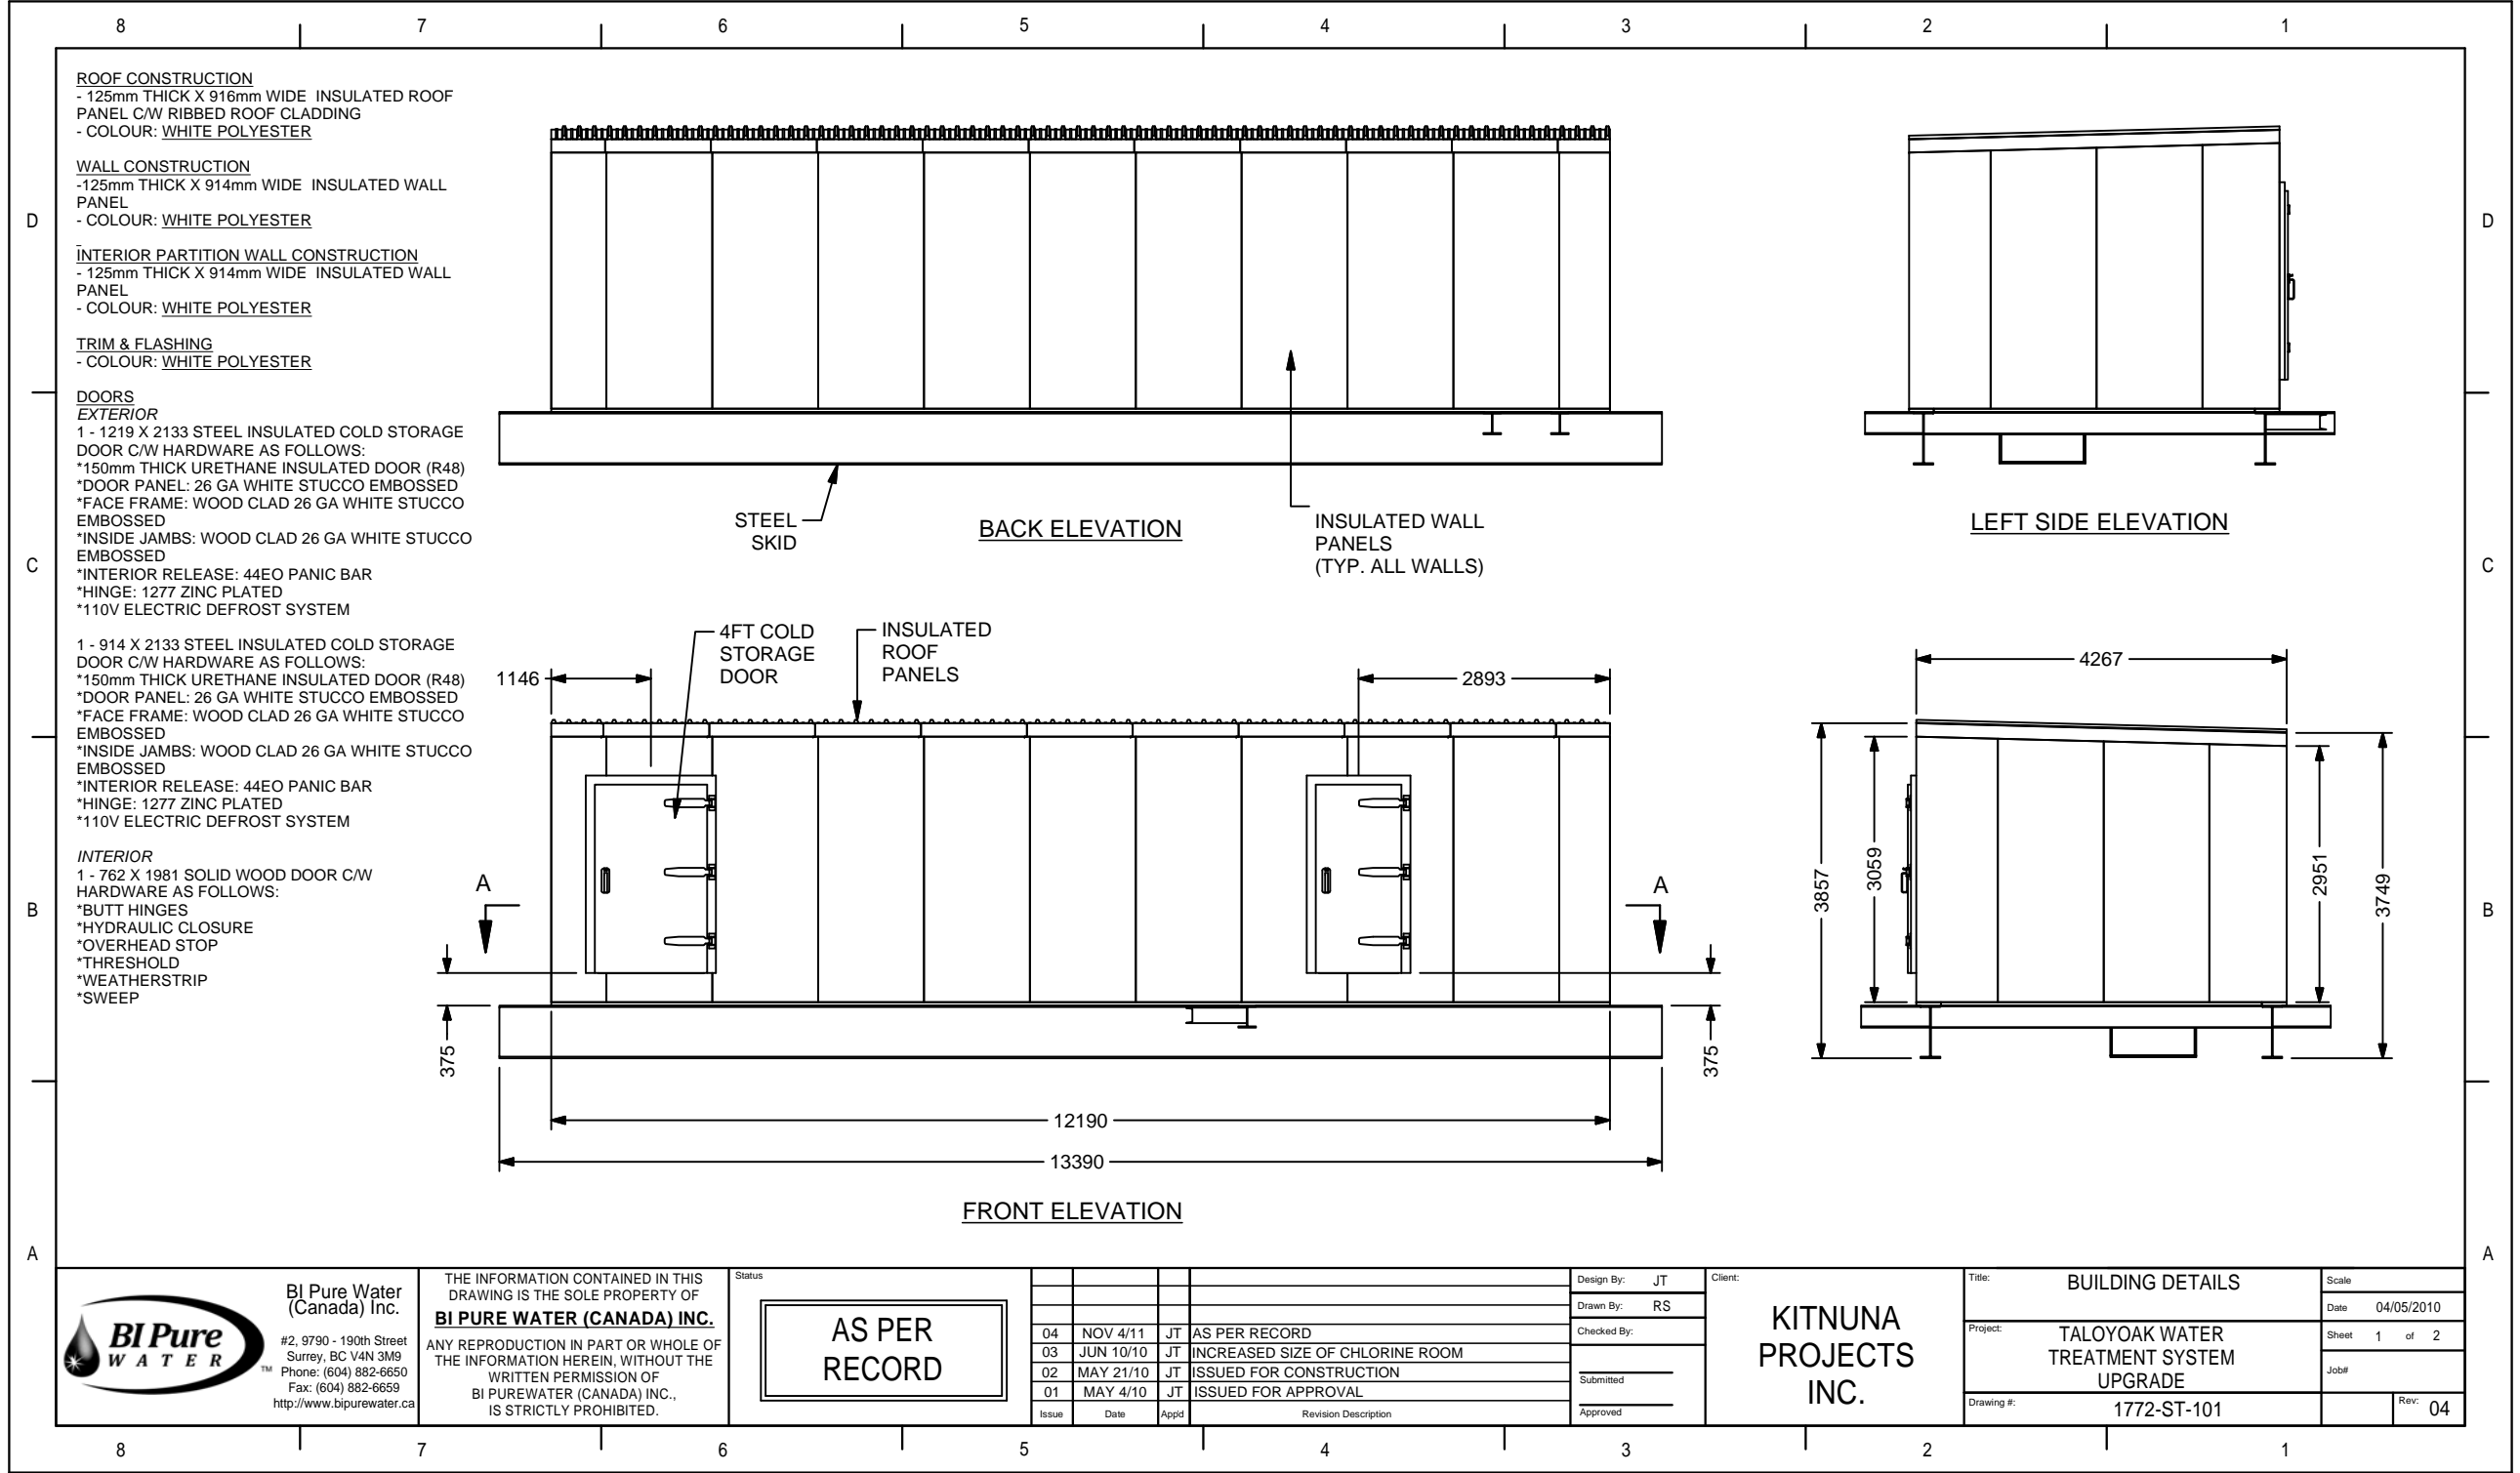 8 7 6 5 4 3 2 1
ROOF CONSTRUCTION
- 125mm THICK X 916mm WIDE INSULATED ROOF
PANEL C/W RIBBED ROOF CLADDING
- COLOUR: WHITE POLYESTER
WALL CONSTRUCTION
-125mm THICK X 914mm WIDE INSULATED WALL
PANEL
- COLOUR: WHITE POLYESTER
INTERIOR PARTITION WALL CONSTRUCTION
- 125mm THICK X 914mm WIDE INSULATED WALL
PANEL
- COLOUR: WHITE POLYESTER
TRIM & FLASHING
- COLOUR: WHITE POLYESTER
DOORS
EXTERIOR
1 - 1219 X 2133 STEEL INSULATED COLD STORAGE
DOOR C/W HARDWARE AS FOLLOWS:
*150mm THICK URETHANE INSULATED DOOR (R48)
*DOOR PANEL: 26 GA WHITE STUCCO EMBOSSED
*FACE FRAME: WOOD CLAD 26 GA WHITE STUCCO
EMBOSSED
*INSIDE JAMBS: WOOD CLAD 26 GA WHITE STUCCO
EMBOSSED
*INTERIOR RELEASE: 44EO PANIC BAR
*HINGE: 1277 ZINC PLATED
*110V ELECTRIC DEFROST SYSTEM
1 - 914 X 2133 STEEL INSULATED COLD STORAGE
DOOR C/W HARDWARE AS FOLLOWS:
*150mm THICK URETHANE INSULATED DOOR (R48)
*DOOR PANEL: 26 GA WHITE STUCCO EMBOSSED
*FACE FRAME: WOOD CLAD 26 GA WHITE STUCCO
EMBOSSED
*INSIDE JAMBS: WOOD CLAD 26 GA WHITE STUCCO
EMBOSSED
*INTERIOR RELEASE: 44EO PANIC BAR
*HINGE: 1277 ZINC PLATED
*110V ELECTRIC DEFROST SYSTEM
INTERIOR
1 - 762 X 1981 SOLID WOOD DOOR C/W
HARDWARE AS FOLLOWS:
*BUTT HINGES
*HYDRAULIC CLOSURE
*OVERHEAD STOP
*THRESHOLD
*WEATHERSTRIP
*SWEEP
D
C
B
A
STEEL
SKID
BACK ELEVATION
INSULATED WALL
PANELS
(TYP. ALL WALLS)
LEFT SIDE ELEVATION
4FT COLD
STORAGE
DOOR
INSULATED
ROOF
PANELS
1146
2893
A
A
375
375
12190
13390
FRONT ELEVATION
4267
3857
3059
2951
3749
D
C
B
A
BI Pure
WATER
TM
BI Pure Water
(Canada) Inc.
#2, 9790 - 190th Street
Surrey, BC V4N 3M9
Phone: (604) 882-6650
Fax: (604) 882-6659
http://www.bipurewater.ca
THE INFORMATION CONTAINED IN THIS
DRAWING IS THE SOLE PROPERTY OF
BI PURE WATER (CANADA) INC.
ANY REPRODUCTION IN PART OR WHOLE OF
THE INFORMATION HEREIN, WITHOUT THE
WRITTEN PERMISSION OF
BI PUREWATER (CANADA) INC.,
IS STRICTLY PROHIBITED.
Status
AS PER
RECORD
04 NOV 4/11 JT AS PER RECORD
03 JUN 10/10 JT INCREASED SIZE OF CHLORINE ROOM
02 MAY 21/10 JT ISSUED FOR CONSTRUCTION
01 MAY 4/10 JT ISSUED FOR APPROVAL
Issue Date Appd Revision Description
Design By: JT
Drawn By: RS
Checked By:
Submitted
Approved
Client:
KITNUNA
PROJECTS
INC.
Title: BUILDING DETAILS
Project: TALOYOAK WATER
TREATMENT SYSTEM
UPGRADE
Drawing #: 1772-ST-101
Scale
Date 04/05/2010
Sheet 1 of 2
Job#
Rev: 04
8 7 6 5 4 3 2 1